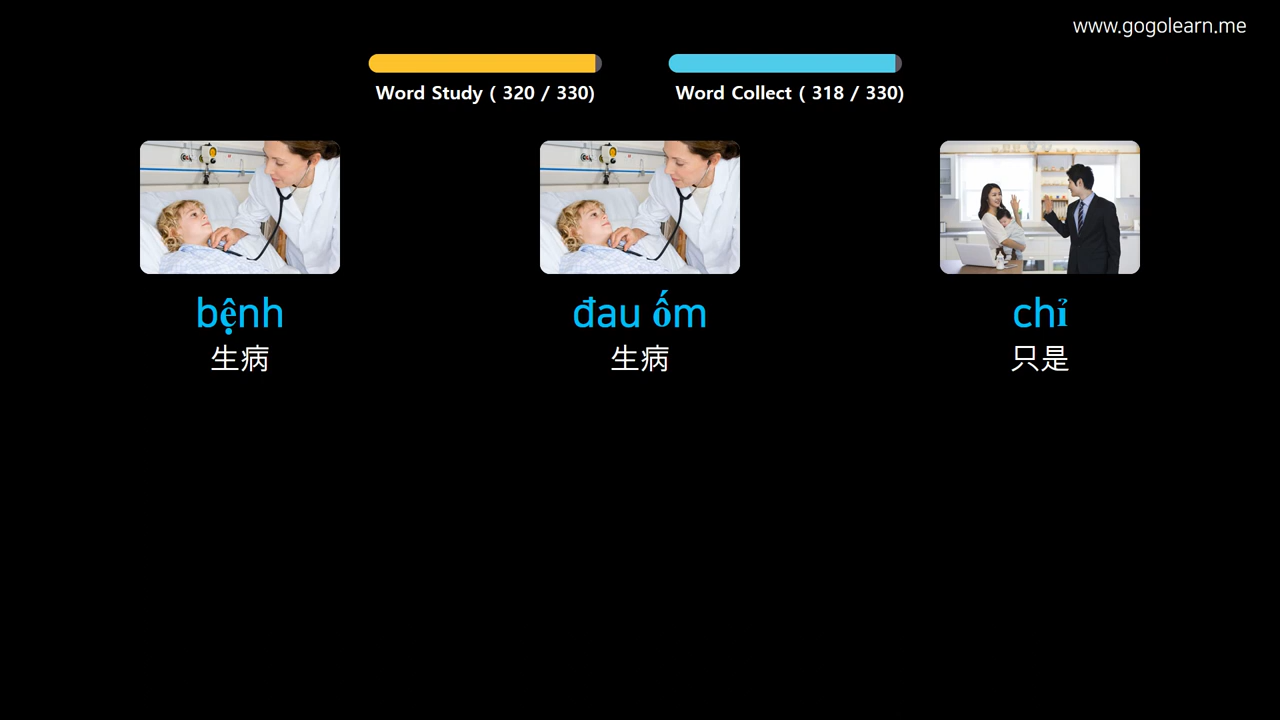 www.gogolearn.me
Word Study ( 320 / 330)
Word Collect ( 318 / 330)
bệnh
生病
đau ốm
生病
chỉ
只是